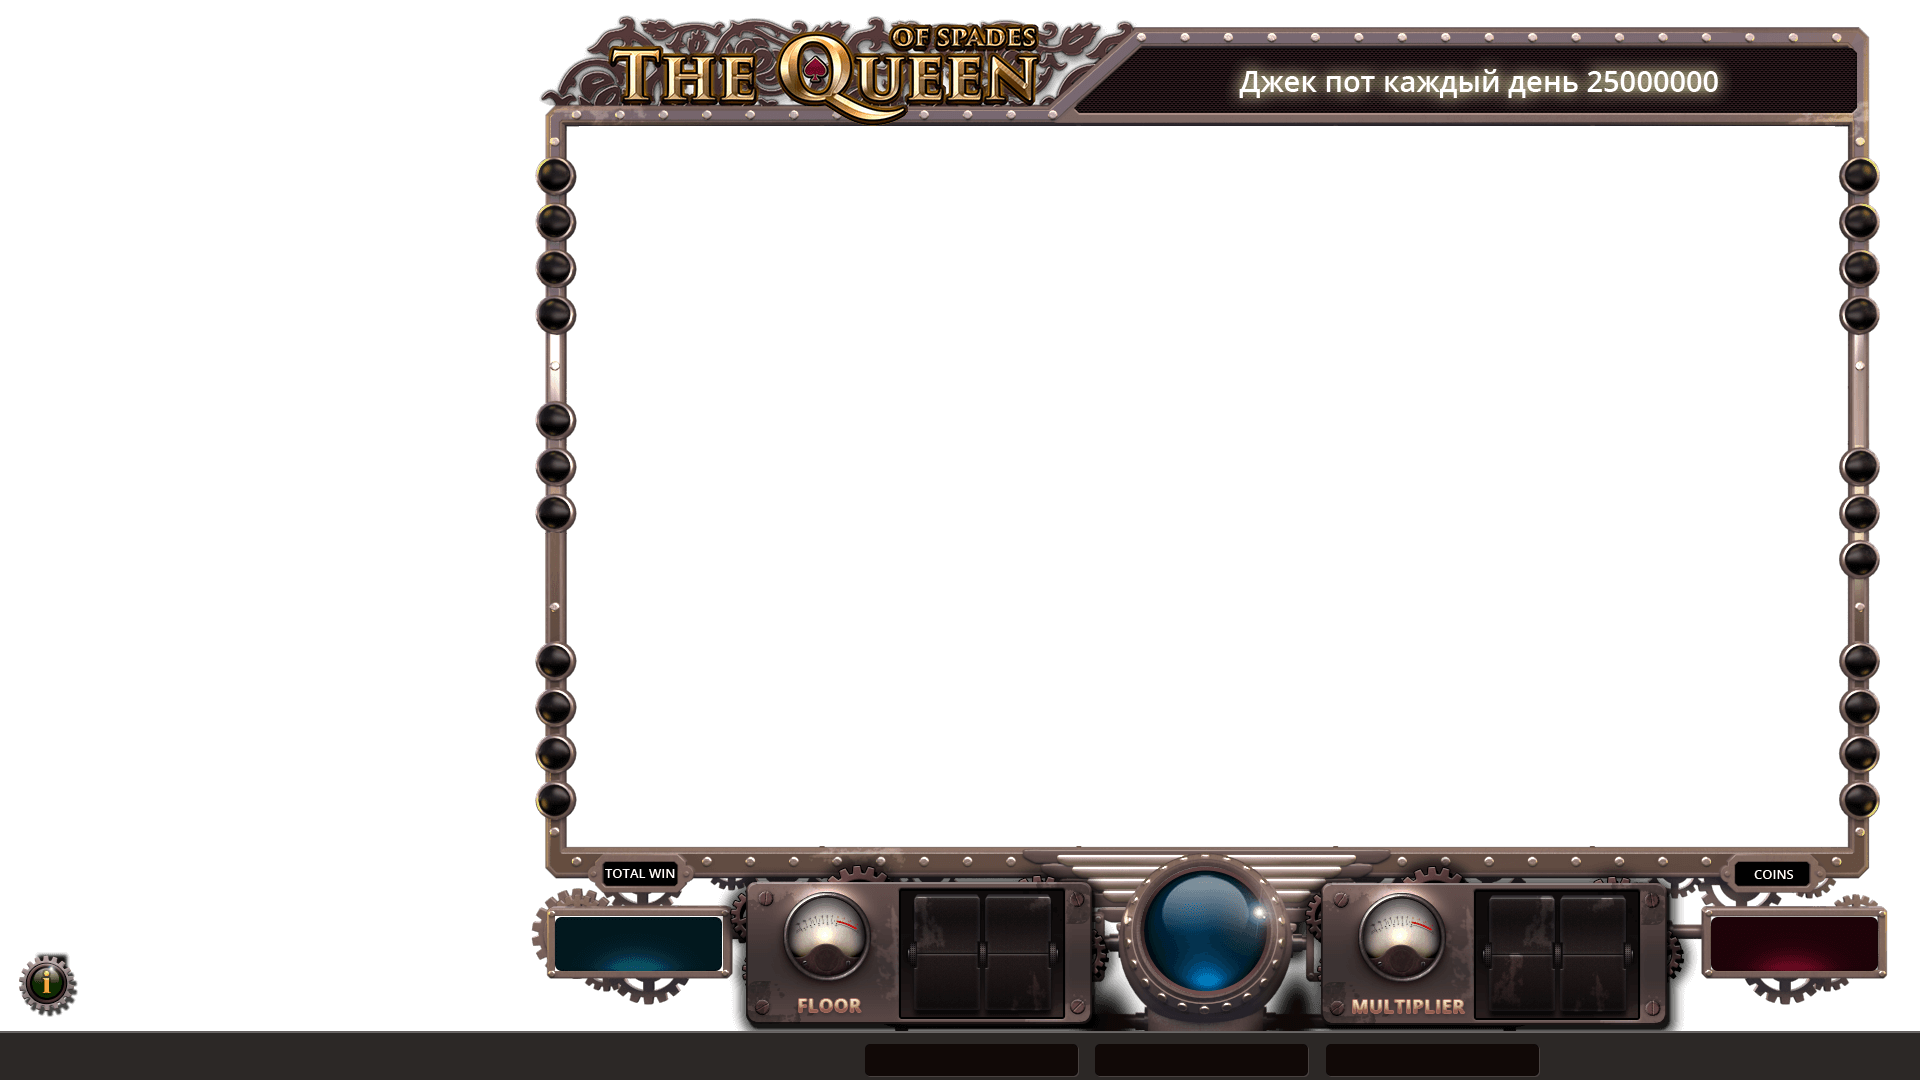 OF SPADES
THE QUEEN
Джек пот каждый день 25000000
TOTAL WIN
COINS
FLOOR
MULTIPLIER
i